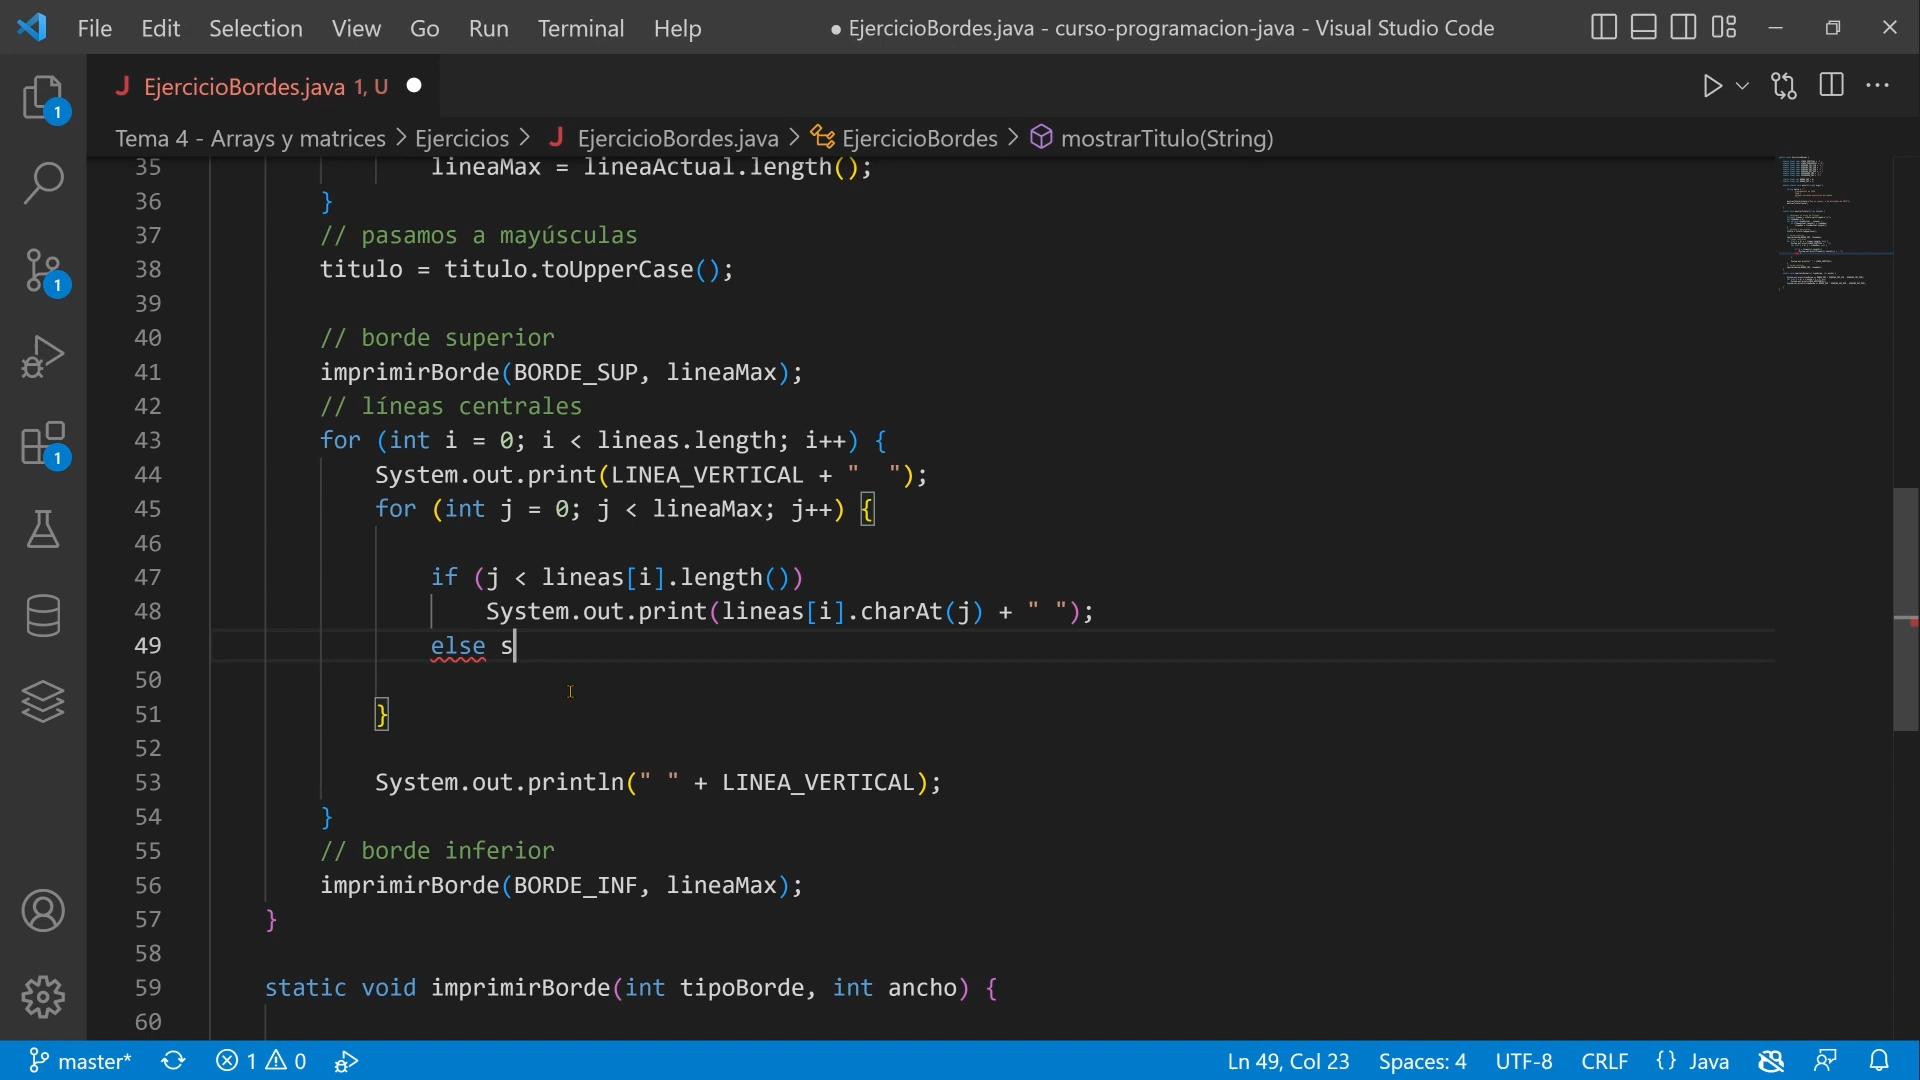 File Edit Selection View Go Run Terminal Help ● EjercicioBordes.java - curso-programacion-java - Visual Studio Code
J EjercicioBordes.java 1, U
Tema 4 - Arrays y matrices > Ejercicios > J EjercicioBordes.java > EjercicioBordes > mostrarTitulo(String)
1
1
1
35 lineaMax = lineaActual.length();
36 }
37 // pasamos a mayúsculas
38 titulo = titulo.toUpperCase();
39
40 // borde superior
41 imprimirBorde(BORDE_SUP, lineaMax);
42 // líneas centrales
43 for (int i = 0; i < lineas.length; i++) {
44 System.out.print(LINEA_VERTICAL + "  ");
45 for (int j = 0; j < lineaMax; j++) {
46
47 if (j < lineas[i].length())
48 System.out.print(lineas[i].charAt(j) + " ");
49 else s
50
51 }
52
53 System.out.println(" " + LINEA_VERTICAL);
54 }
55 // borde inferior
56 imprimirBorde(BORDE_INF, lineaMax);
57 }
58
59 static void imprimirBorde(int tipoBorde, int ancho) {
60
master* 1 0 Ln 49, Col 23 Spaces: 4 UTF-8 CRLF {} Java